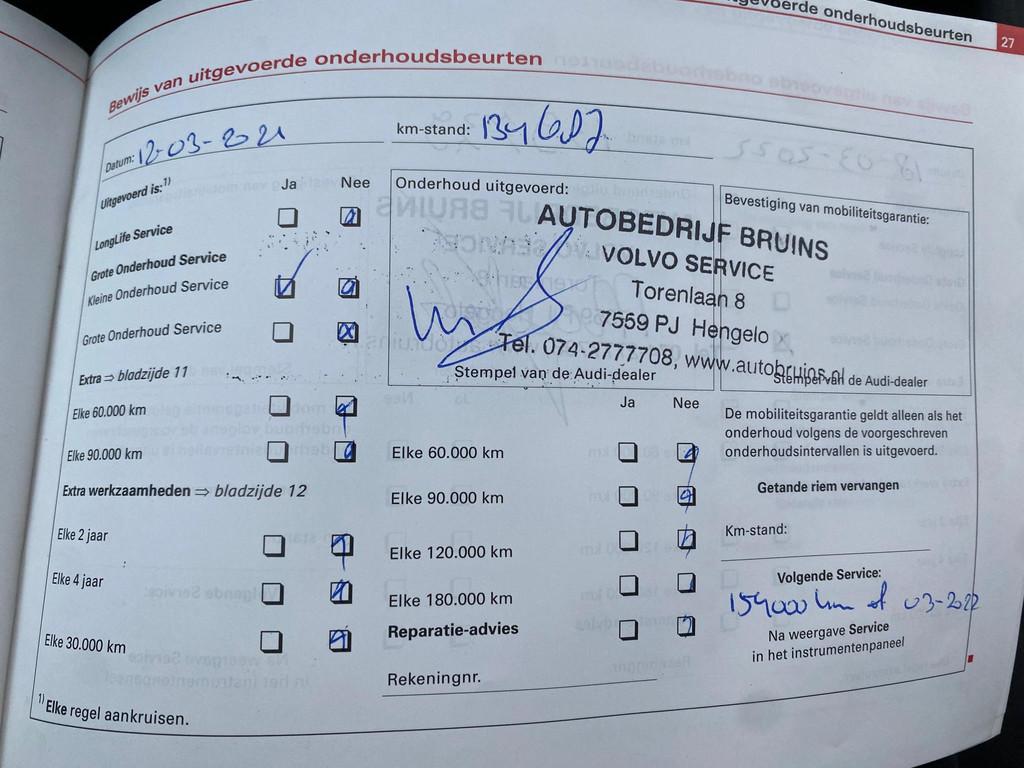 uitgevoerde onderhoudsbeurten 27
Bewijs van uitgevoerde onderhoudsbeurten
Datum: 12-03-2021 km-stand:
Uitgevoerd is:1) Ja Nee
LongLife Service
Grote Onderhoud Service
Kleine Onderhoud Service
Grote Onderhoud Service
Extra ⇒ bladzijde 11
Elke 60.000 km
Elke 90.000 km
Extra werkzaamheden ⇒ bladzijde 12
Elke 2 jaar
Elke 4 jaar
Elke 30.000 km
1) Elke regel aankruisen.
Onderhoud uitgevoerd:
AUTOBEDRIJF BRUINS
VOLVO SERVICE
Torenlaan 8
7559 PJ Hengelo
Tel. 074-2777708, www.autobruins.nl
Stempel van de Audi-dealer
Ja Nee
Elke 60.000 km
Elke 90.000 km
Elke 120.000 km
Elke 180.000 km
Reparatie-advies
Rekeningnr.
Bevestiging van mobiliteitsgarantie:
Stempel van de Audi-dealer
De mobiliteitsgarantie geldt alleen als het
onderhoud volgens de voorgeschreven
onderhoudsintervallen is uitgevoerd.
Getande riem vervangen
Km-stand:
Volgende Service:
159000 km of 03-2022
Na weergave Service
in het instrumentenpaneel